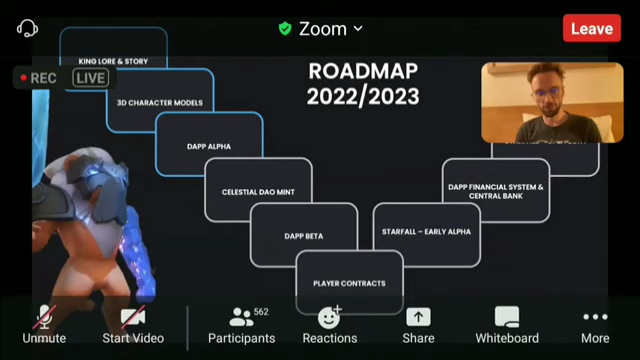 Zoom
Leave
REC
LIVE
ROADMAP
2022/2023
KING LORE & STORY
3D CHARACTER MODELS
DAPP ALPHA
CELESTIAL DAO MINT
DAPP BETA
PLAYER CONTRACTS
STARFALL – EARLY ALPHA
DAPP FINANCIAL SYSTEM &
CENTRAL BANK
562
Unmute
Start Video
Participants
Reactions
Share
Whiteboard
More